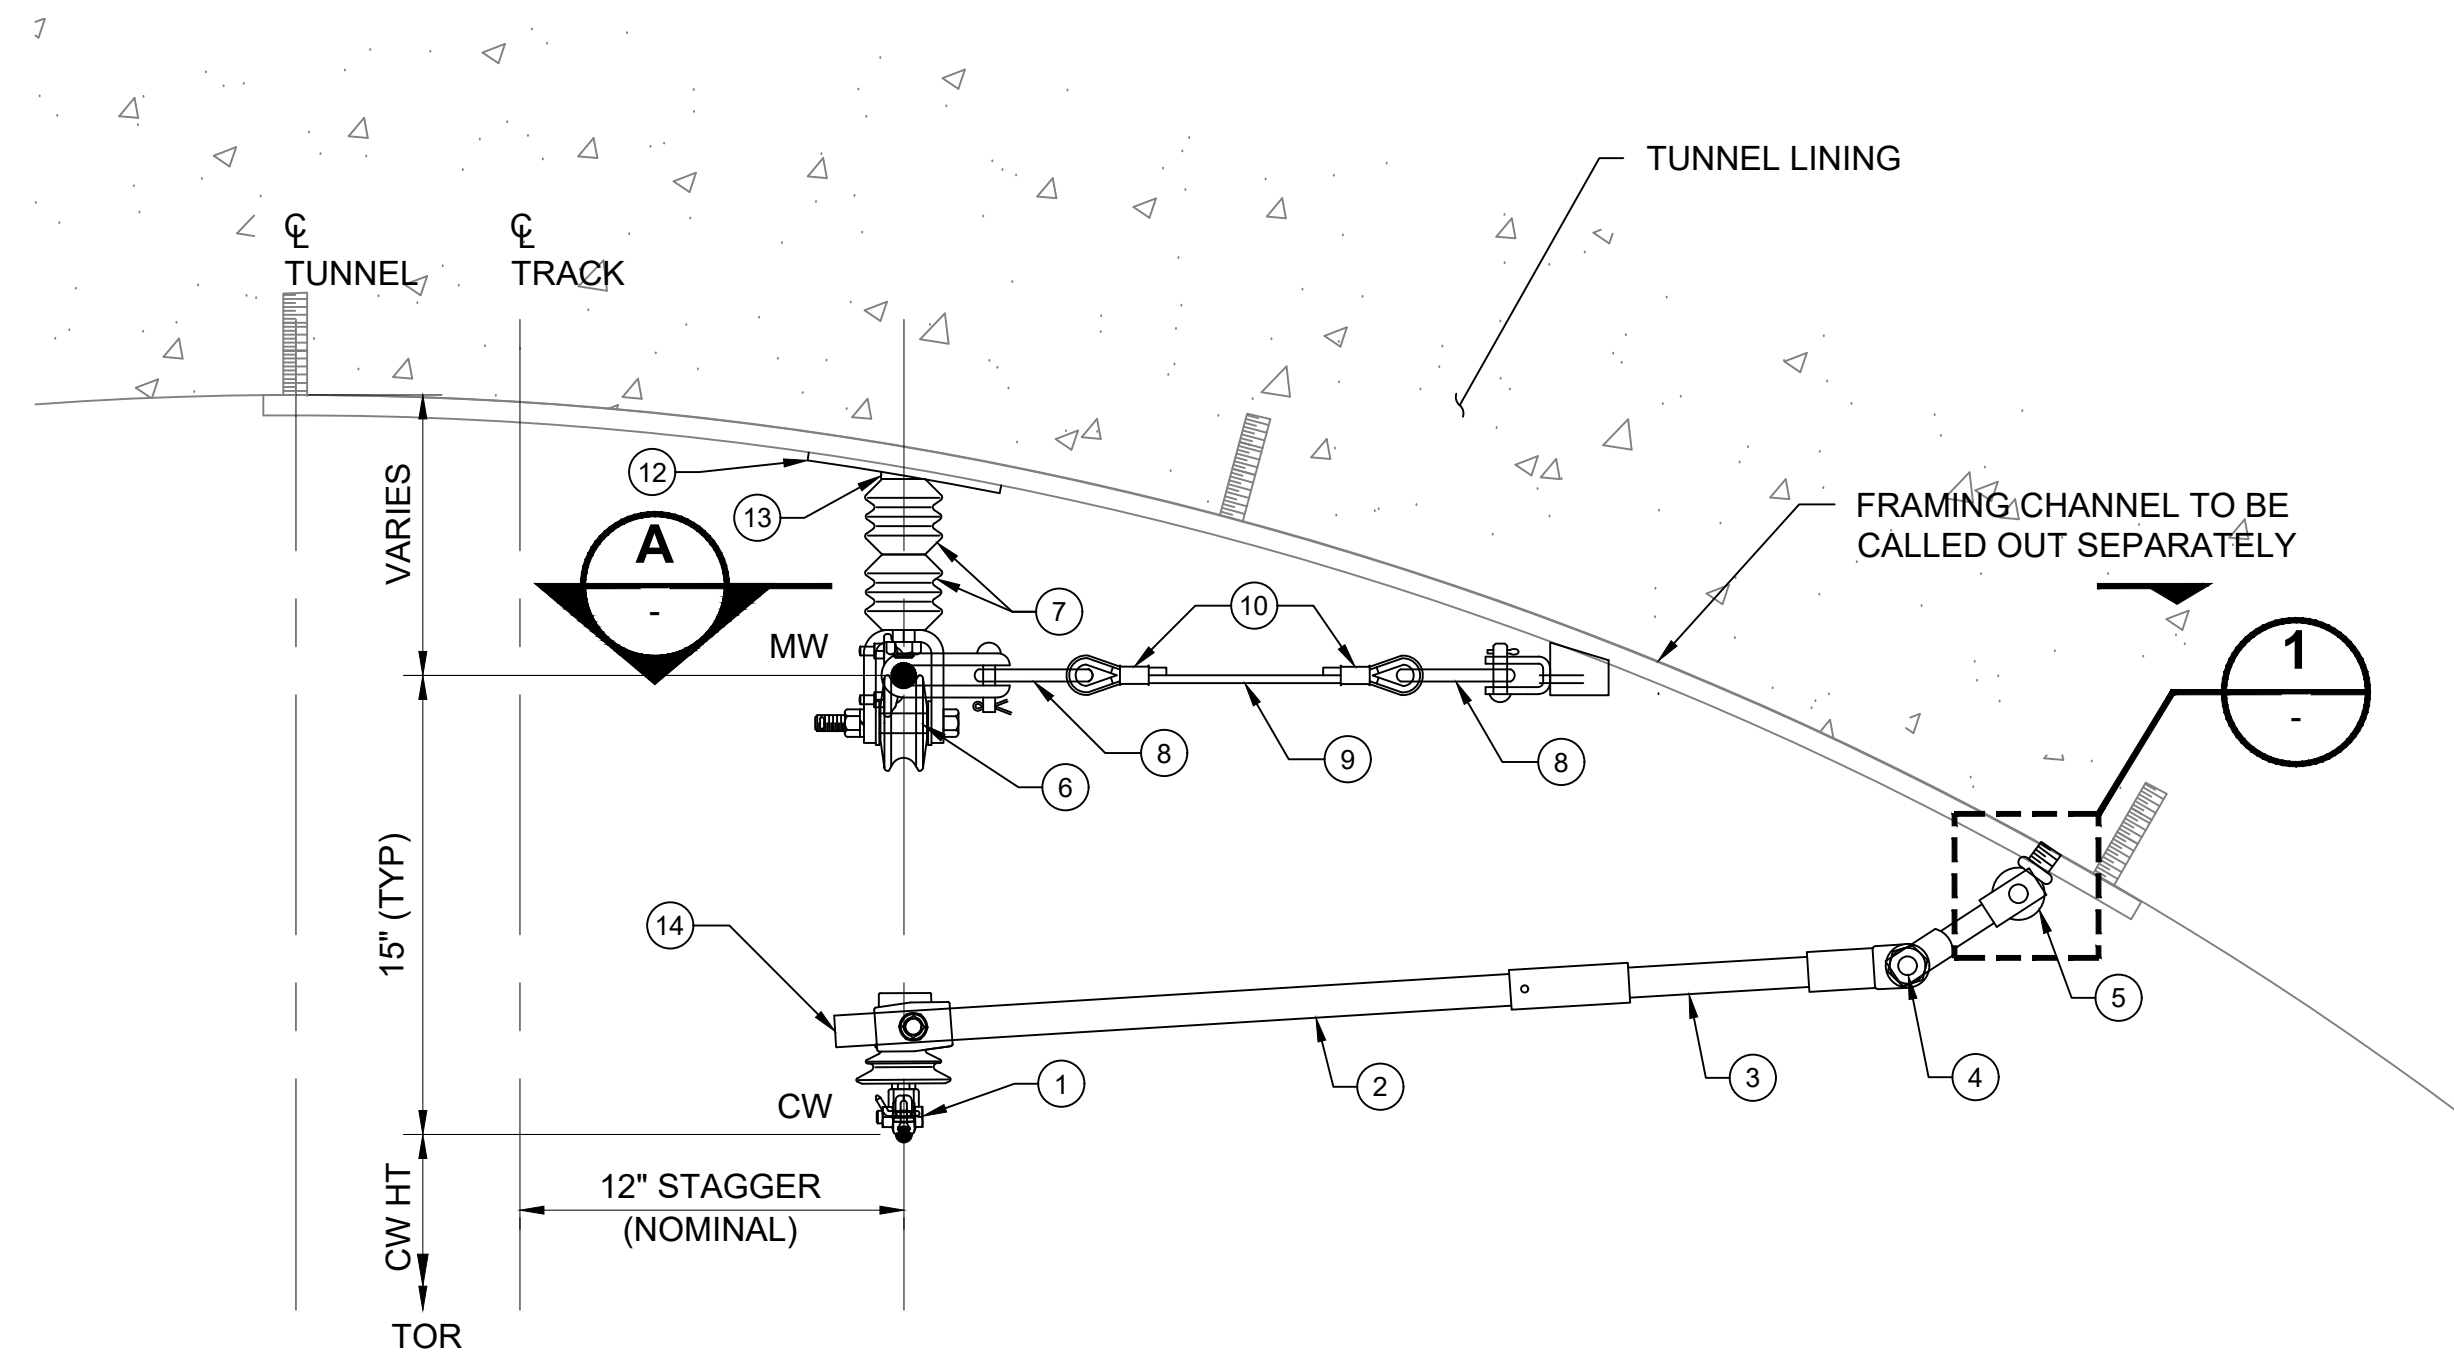 TUNNEL LINING
℄
TUNNEL
℄
TRACK
12
13
VARIES
A
-
FRAMING CHANNEL TO BE
CALLED OUT SEPARATELY
7
10
MW
1
-
8
9
8
6
15" (TYP)
14
5
CW
1
2
3
4
CW HT
12" STAGGER
(NOMINAL)
TOR